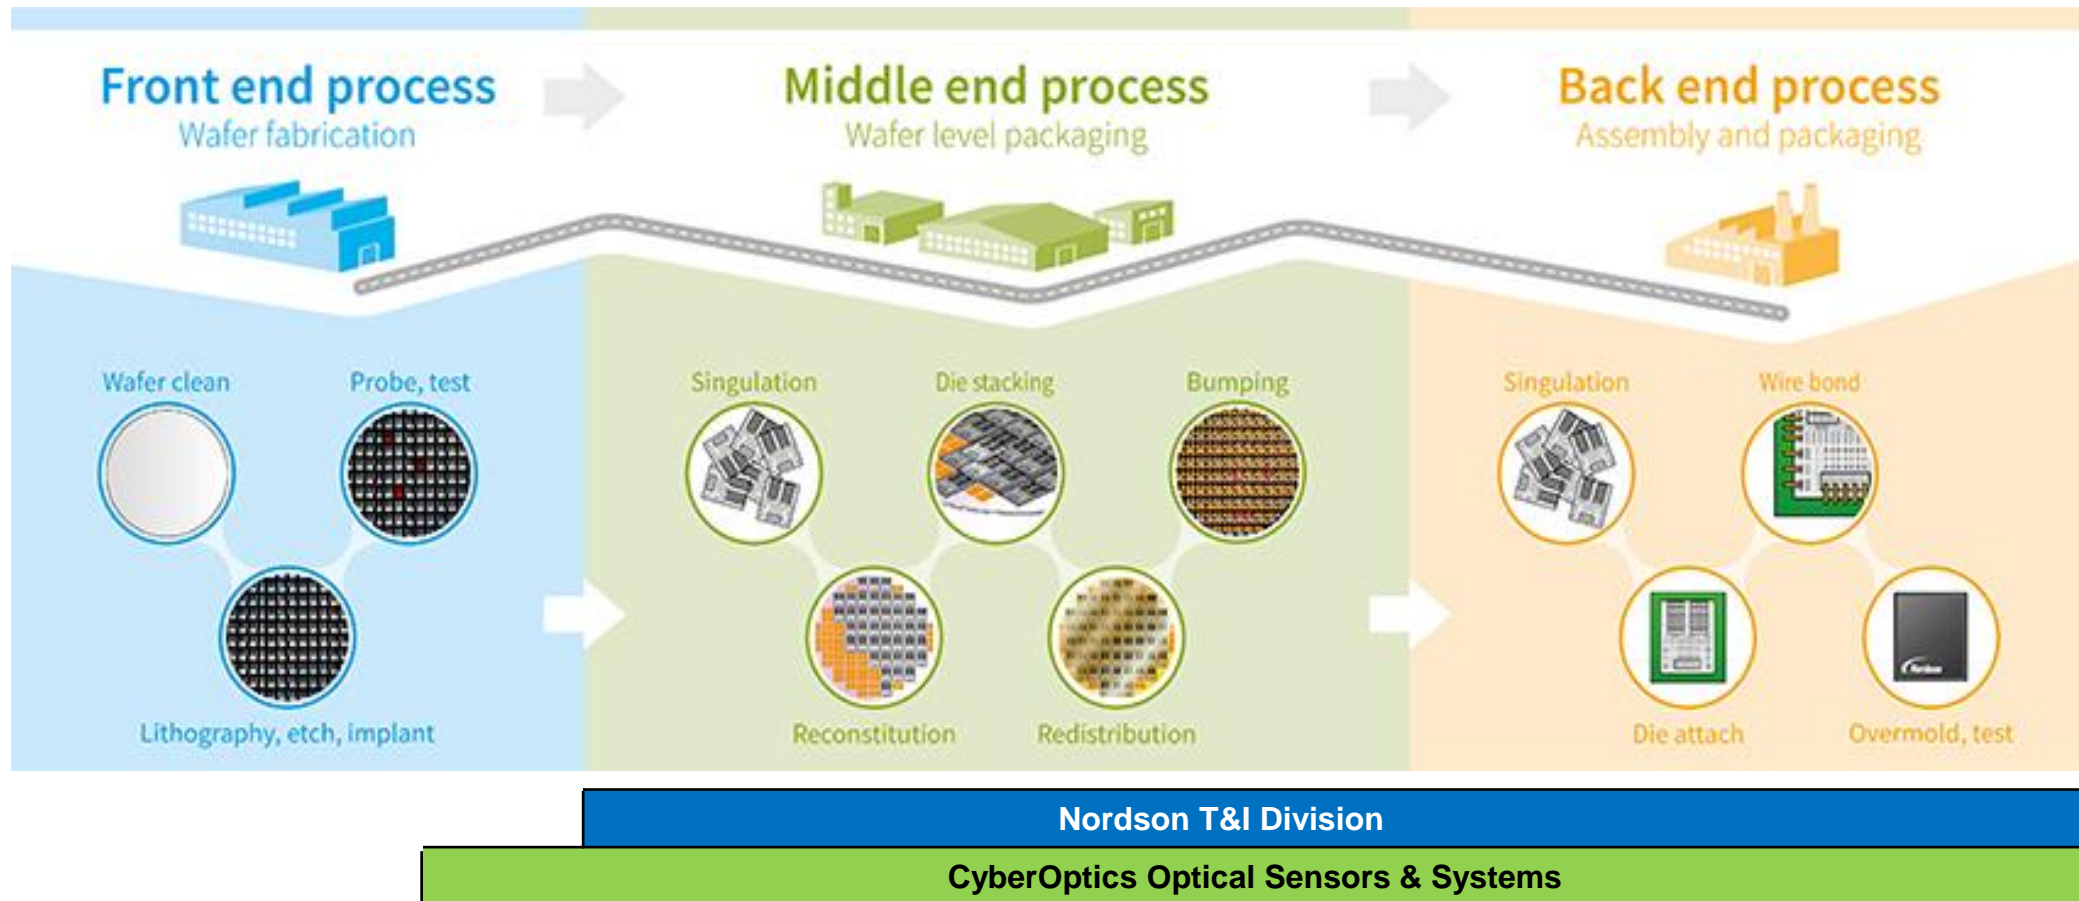 Front end process
Wafer fabrication
Middle end process
Wafer level packaging
Back end process
Assembly and packaging
Wafer clean
Probe, test
Lithography, etch, implant
Singulation
Die stacking
Bumping
Reconstitution
Redistribution
Singulation
Wire bond
Die attach
Overmold, test
Nordson
Nordson T&I Division
CyberOptics Optical Sensors & Systems